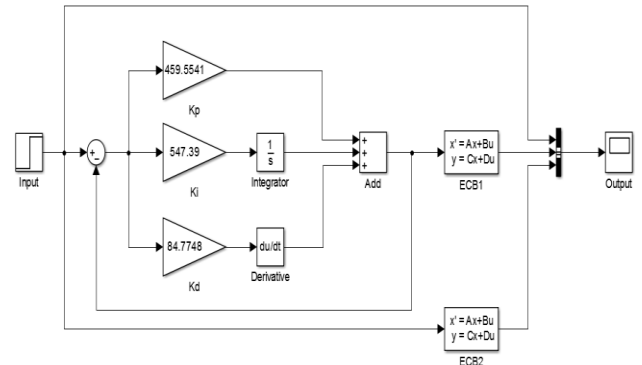 459.5541
Kp
+
-
547.39
1
s
+
+
+
x' = Ax+Bu
y = Cx+Du
Input
Ki
Integrator
Add
ECB1
Output
84.7748
du/dt
Kd
Derivative
x' = Ax+Bu
y = Cx+Du
ECB2